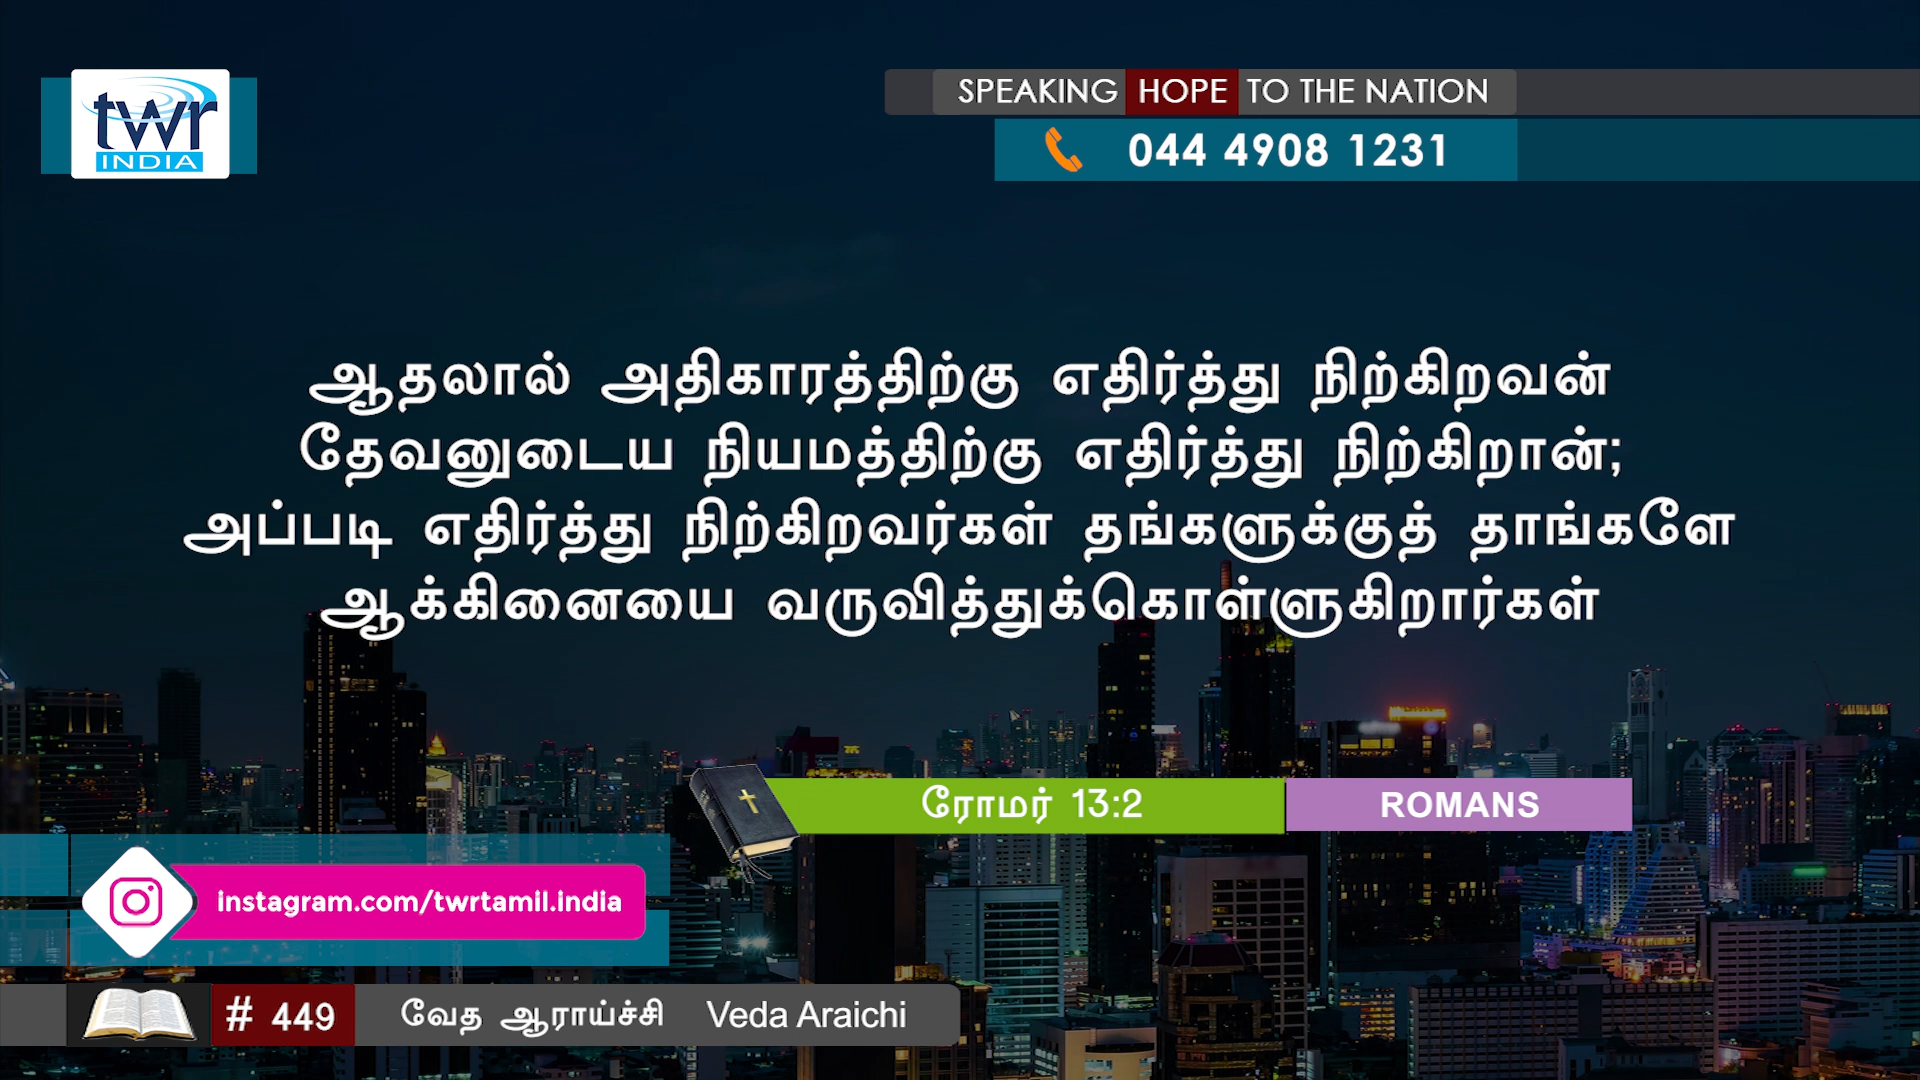 twr
INDIA
SPEAKING HOPE TO THE NATION
044 4908 1231
ஆதலால் அதிகாரத்திற்கு எதிர்த்து நிற்கிறவன்
தேவனுடைய நியமத்திற்கு எதிர்த்து நிற்கிறான்;
அப்படி எதிர்த்து நிற்கிறவர்கள் தங்களுக்குத் தாங்களே
ஆக்கினையை வருவித்துக்கொள்ளுகிறார்கள்
ரோமர் 13:2 ROMANS
instagram.com/twrtamil.india
# 449 வேத ஆராய்ச்சி Veda Araichi